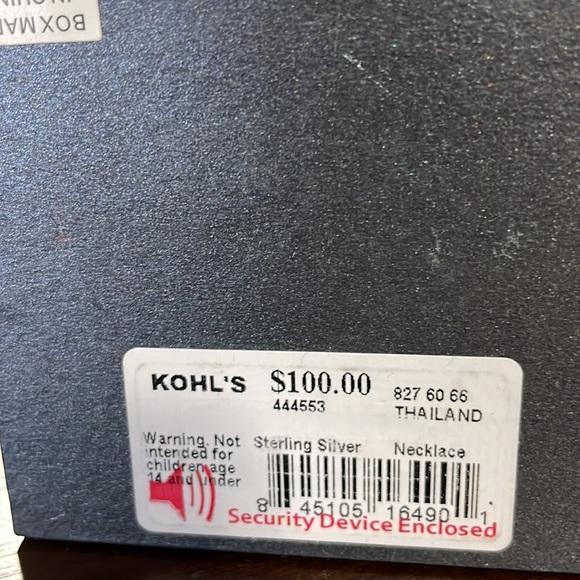 BOX MA
KOHL'S $100.00 827 60 66
444553 THAILAND
Warning. Not
intended for
children age
14 and under
Sterling Silver Necklace
8 45105 16490 1
Security Device Enclosed